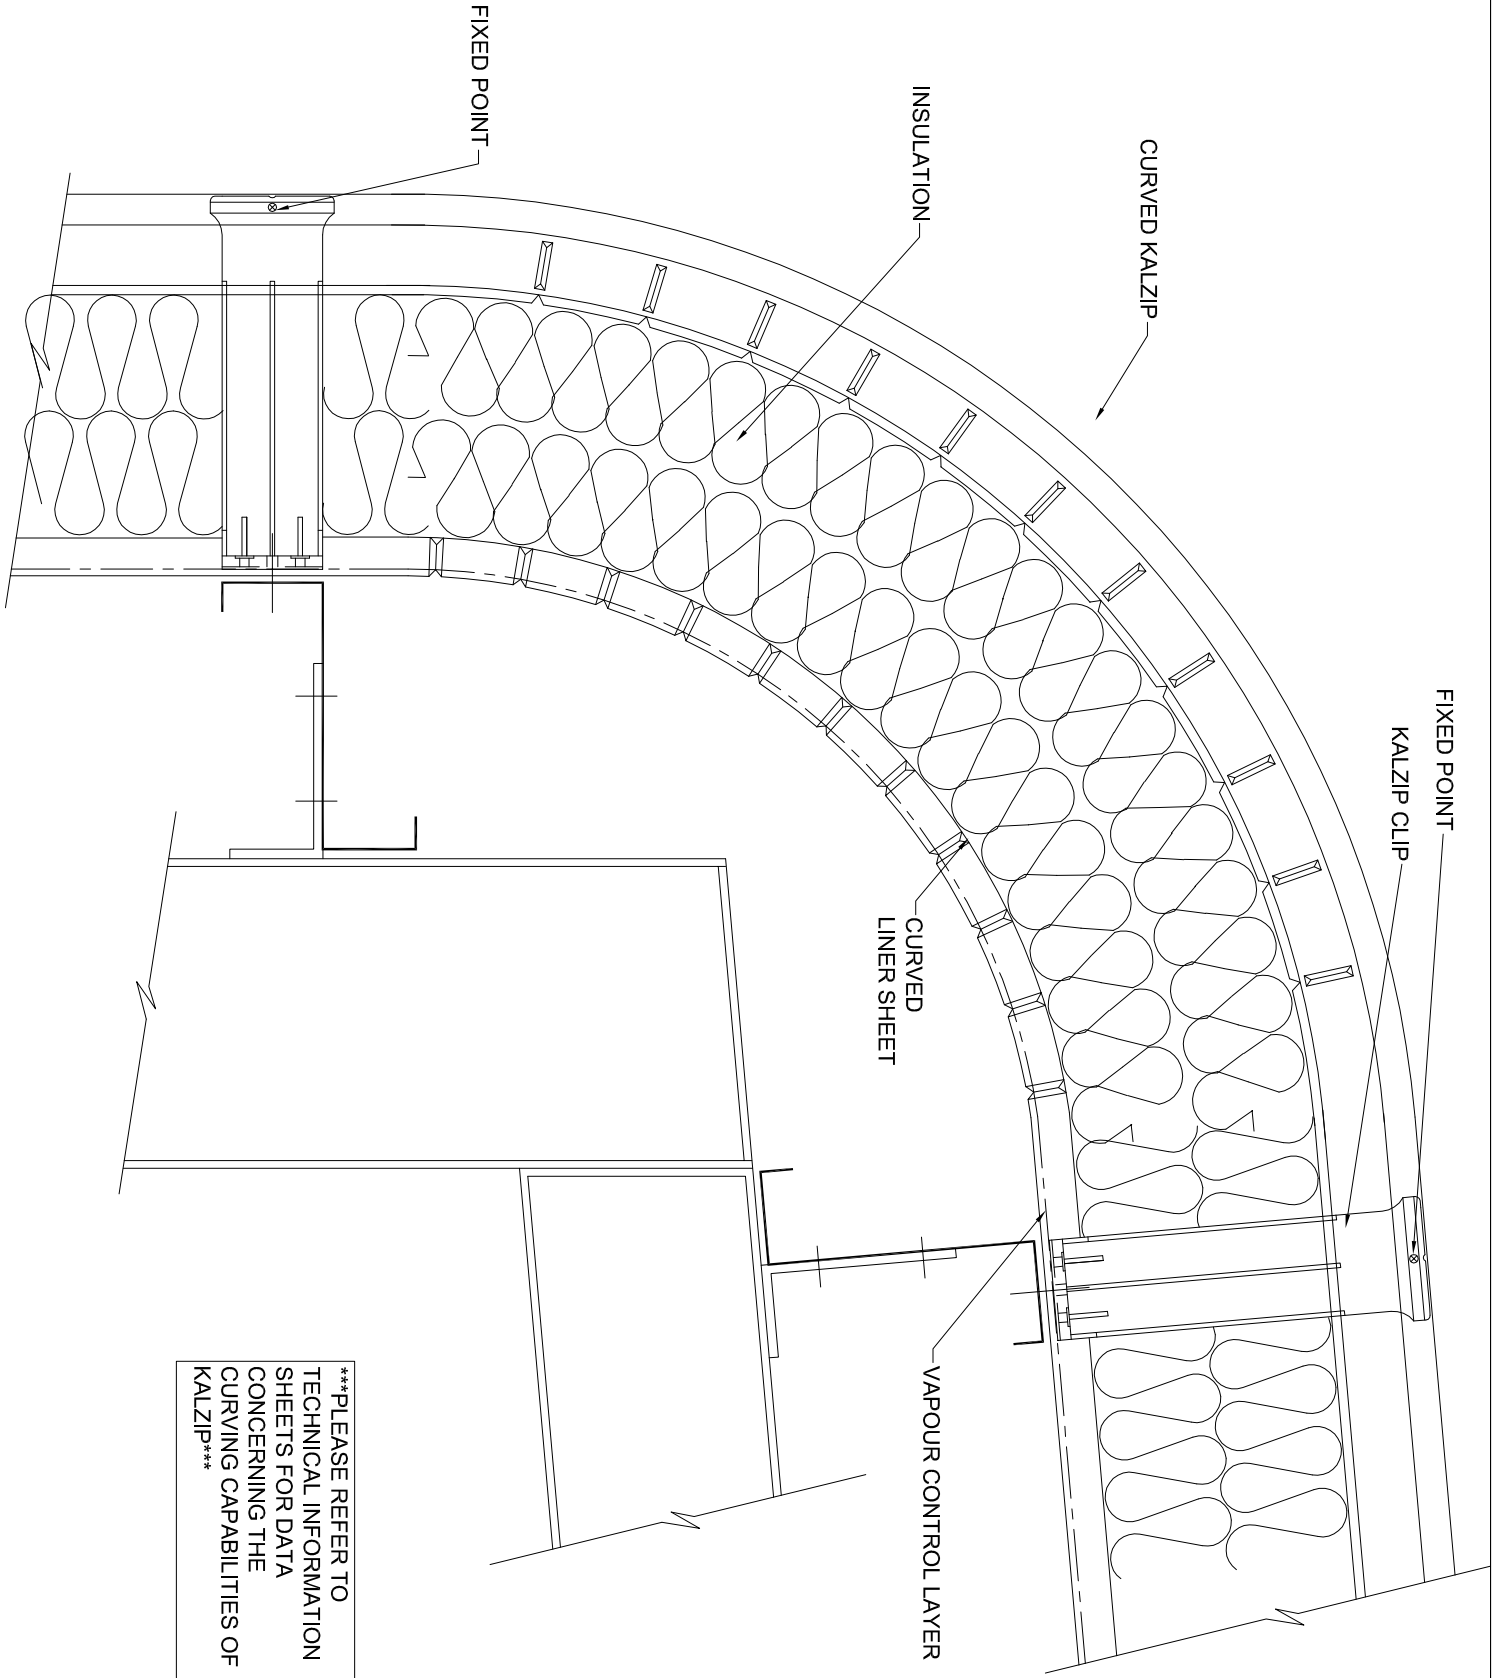 FIXED POINT
KALZIP CLIP
CURVED KALZIP
INSULATION
FIXED POINT
CURVED
LINER SHEET
VAPOUR CONTROL LAYER
***PLEASE REFER TO
TECHNICAL INFORMATION
SHEETS FOR DATA
CONCERNING THE
CURVING CAPABILITIES OF
KALZIP***